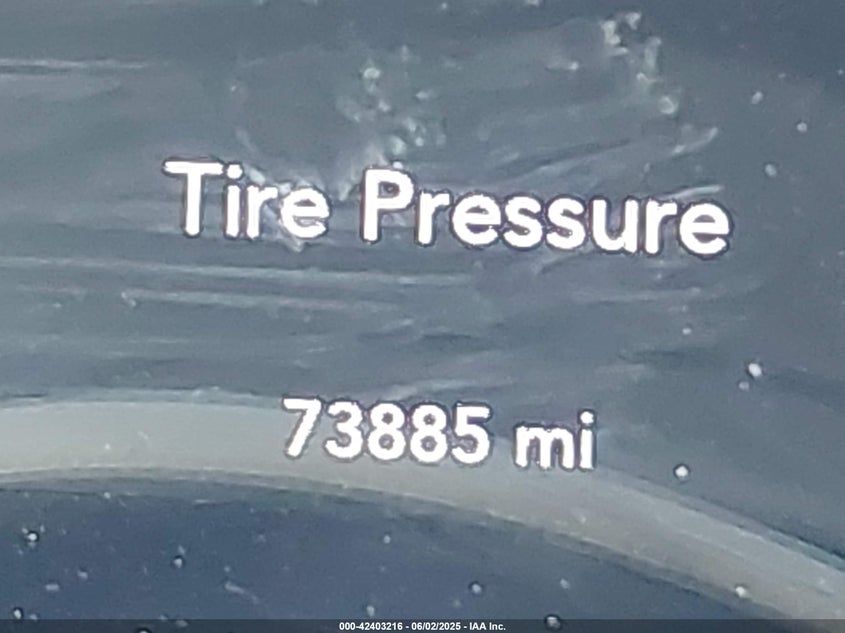 Tire Pressure
73885 mi
000-42403216 - 06/02/2025 - IAA Inc.